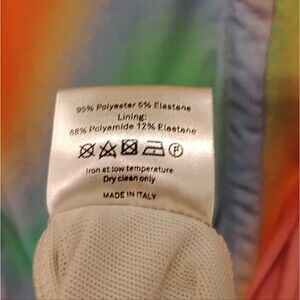 95% Polyester 5% Elastane
Lining:
88% Polyamide 12% Elastane
P
Iron at low temperature
Dry clean only
MADE IN ITALY